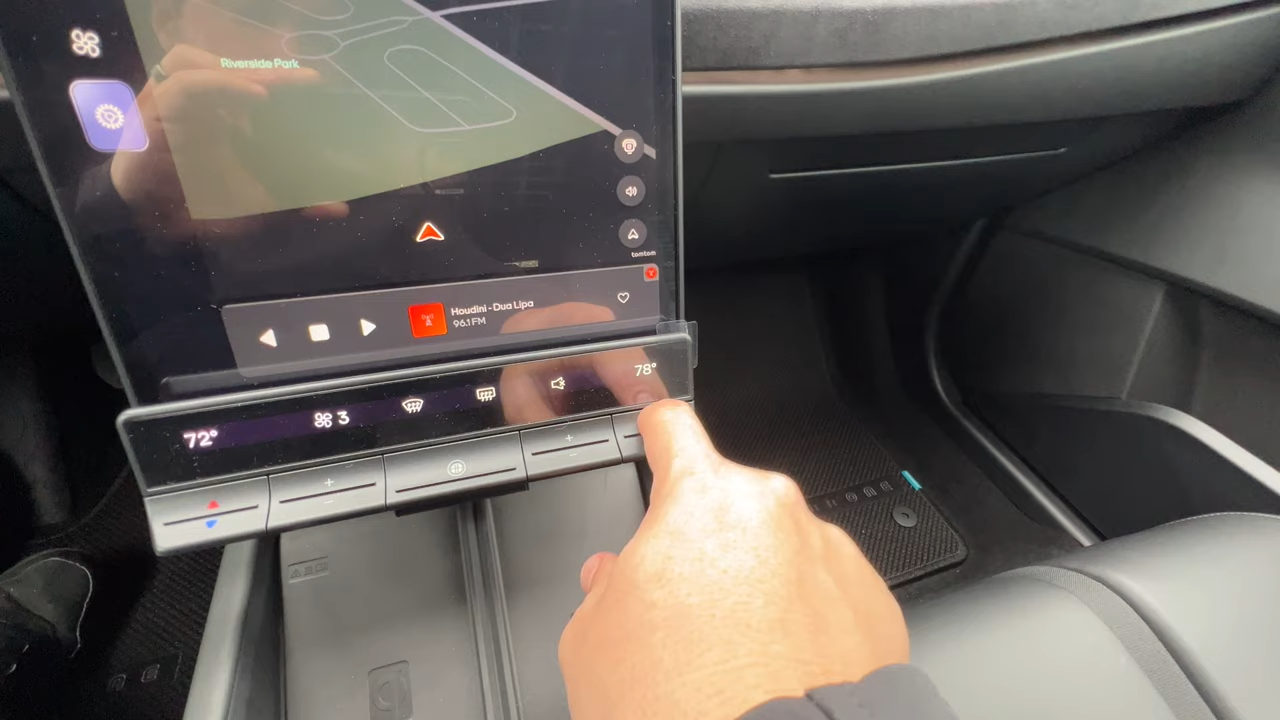 Riverside Park
tomtom
Houdini - Dua Lipa
96.1 FM
72°
3
78°
+
-
+
-